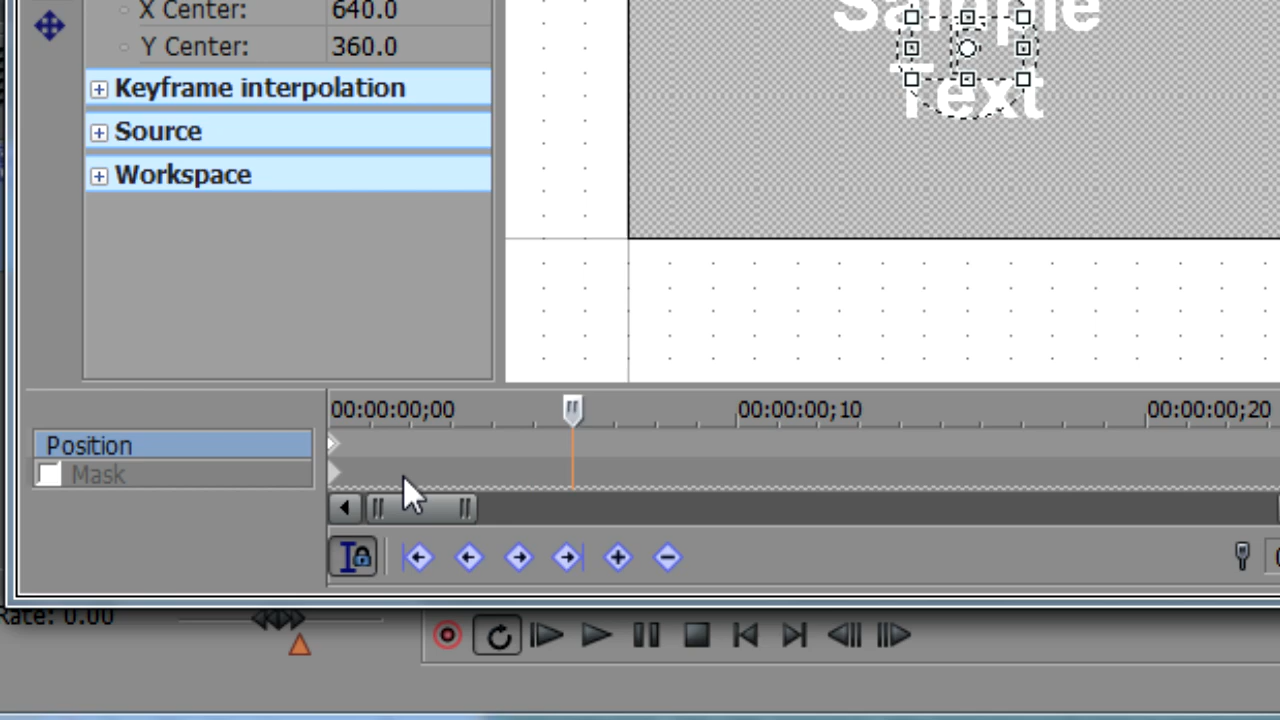 X Center: 640.0
Y Center: 360.0
Keyframe interpolation
Source
Workspace
Sample
Text
00:00:00;00 00:00:00;10 00:00:00;20
Position
Mask
Rate: 0.00